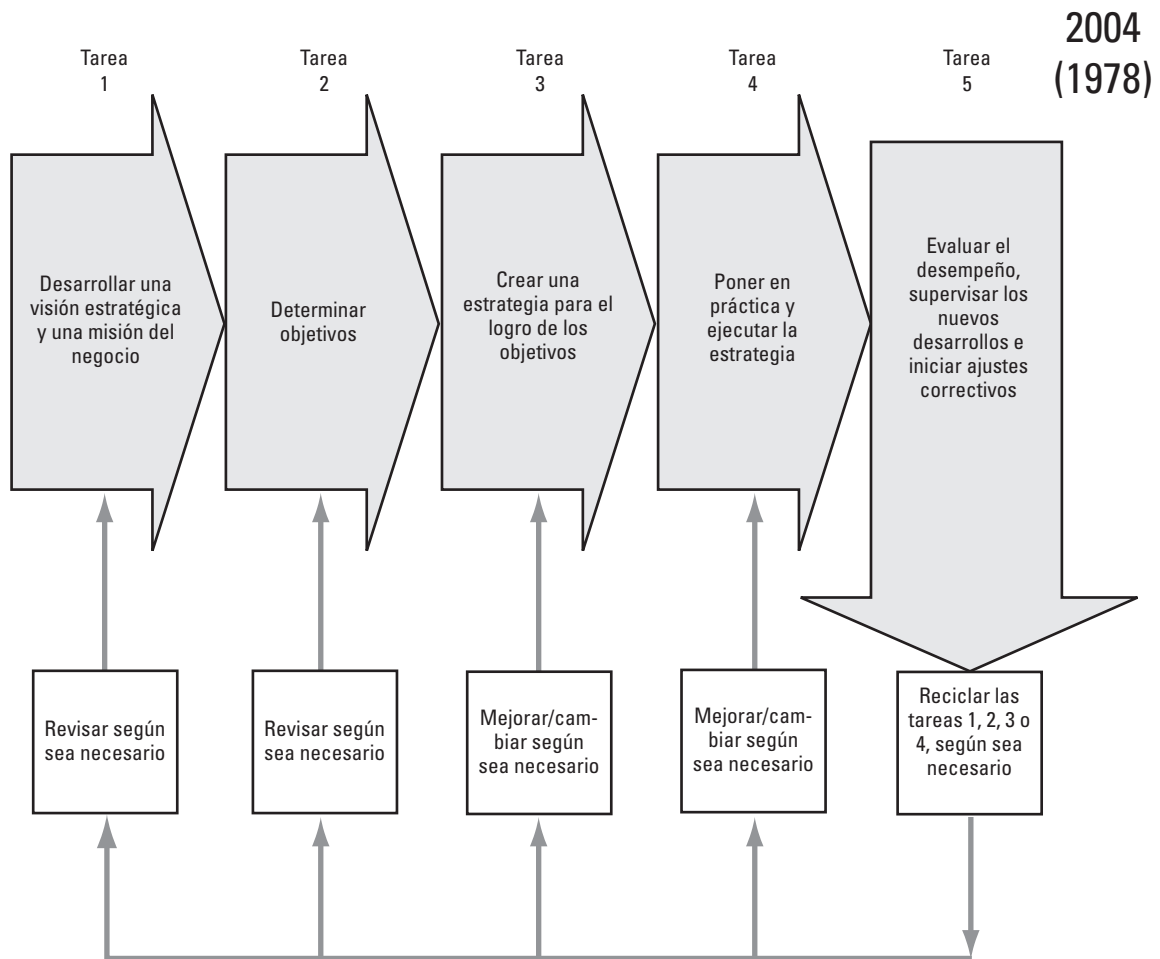 2004
(1978)
Tarea
1
Tarea
2
Tarea
3
Tarea
4
Tarea
5
Desarrollar una
visión estratégica
y una misión del
negocio
Determinar
objetivos
Crear una
estrategia para el
logro de los
objetivos
Poner en
práctica y
ejecutar la
estrategia
Evaluar el
desempeño,
supervisar los
nuevos
desarrollos e
iniciar ajustes
correctivos
Revisar según
sea necesario
Revisar según
sea necesario
Mejorar/cam-
biar según
sea necesario
Mejorar/cam-
biar según
sea necesario
Reciclar las
tareas 1, 2, 3 o
4, según sea
necesario